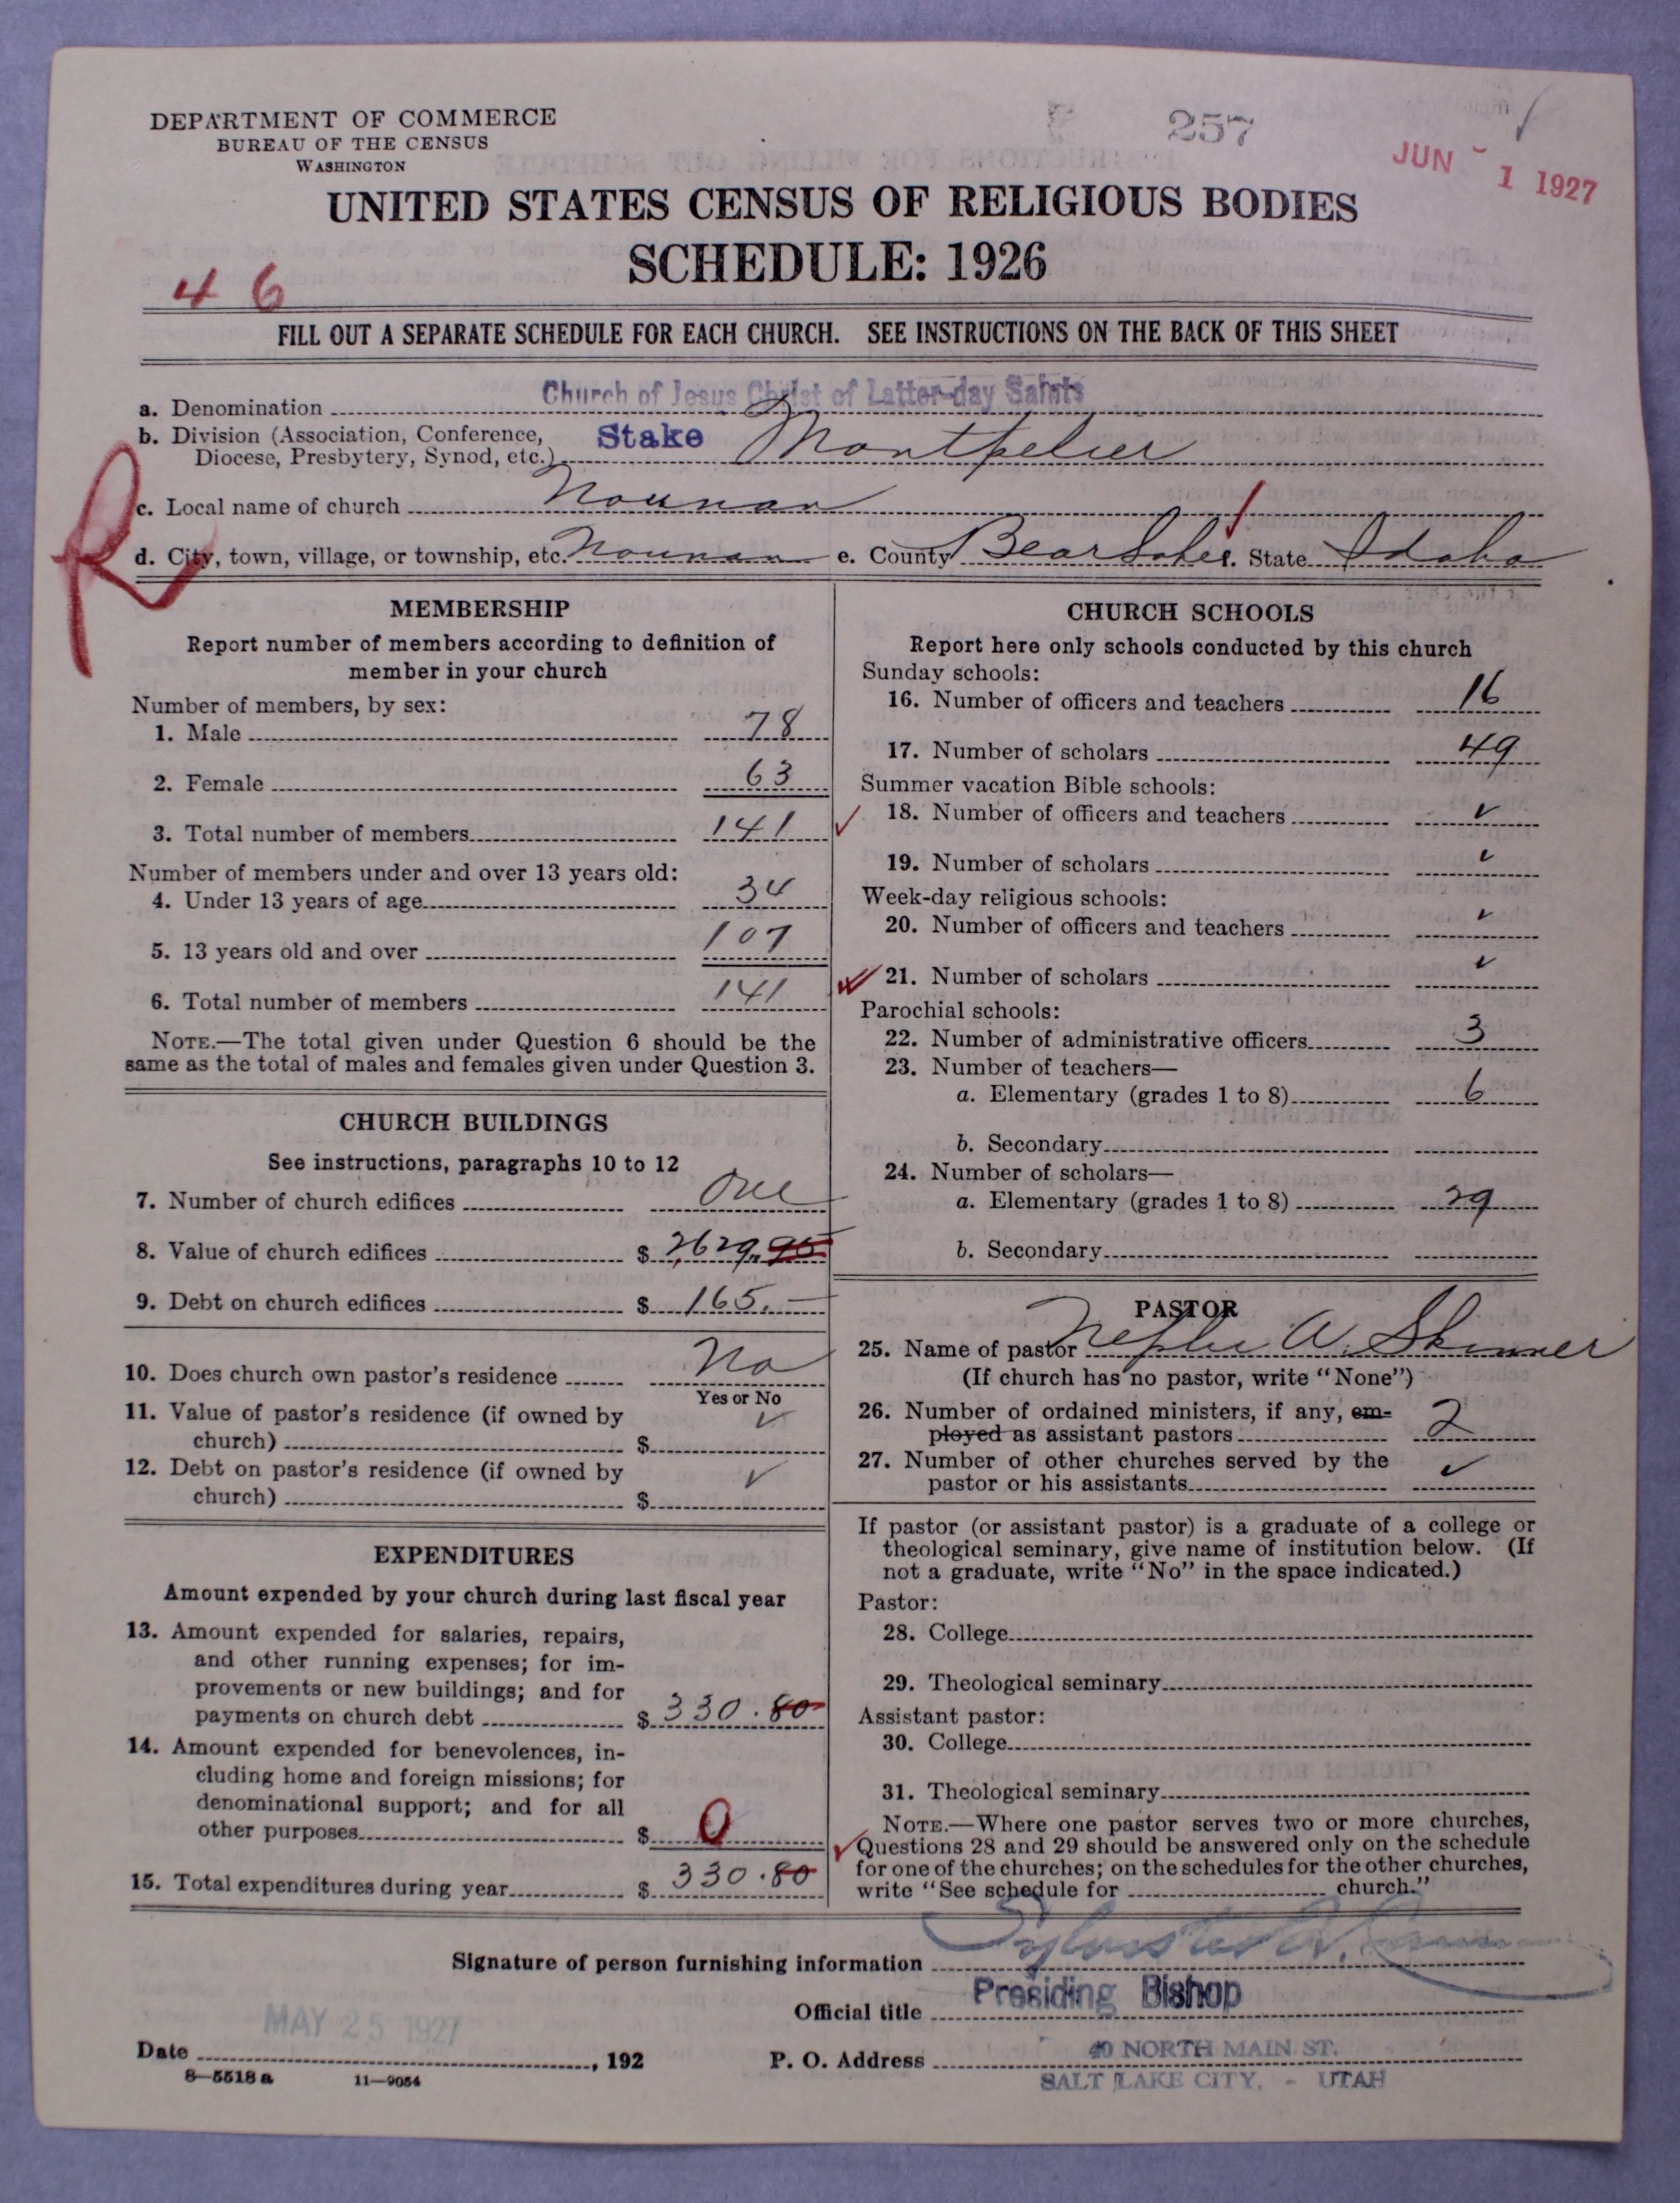 DEPARTMENT OF COMMERCE
BUREAU OF THE CENSUS
WASHINGTON
257
JUN 1 1927
UNITED STATES CENSUS OF RELIGIOUS BODIES
SCHEDULE: 1926
46
FILL OUT A SEPARATE SCHEDULE FOR EACH CHURCH. SEE INSTRUCTIONS ON THE BACK OF THIS SHEET
a. Denomination Church of Jesus Christ of Latter-day Saints
b. Division (Association, Conference, Diocese, Presbytery, Synod, etc.) Stake Montpelier
c. Local name of church Nounan
d. City, town, village, or township, etc. Nounan e. County Bear Lake f. State Idaho
R
MEMBERSHIP
Report number of members according to definition of
member in your church
Number of members, by sex:
1. Male 78
2. Female 63
3. Total number of members 141
Number of members under and over 13 years old:
4. Under 13 years of age 34
5. 13 years old and over 107
6. Total number of members 141
NOTE.—The total given under Question 6 should be the
same as the total of males and females given under Question 3.
CHURCH BUILDINGS
See instructions, paragraphs 10 to 12
7. Number of church edifices One
8. Value of church edifices $ 2629.95
9. Debt on church edifices $ 165.—
10. Does church own pastor's residence No
Yes or No
11. Value of pastor's residence (if owned by
church) $ ✓
12. Debt on pastor's residence (if owned by
church) $ ✓
EXPENDITURES
Amount expended by your church during last fiscal year
13. Amount expended for salaries, repairs,
and other running expenses; for im-
provements or new buildings; and for
payments on church debt $ 330.80
14. Amount expended for benevolences, in-
cluding home and foreign missions; for
denominational support; and for all
other purposes $ 0
15. Total expenditures during year $ 330.80
CHURCH SCHOOLS
Report here only schools conducted by this church
Sunday schools:
16. Number of officers and teachers 16
17. Number of scholars 49
Summer vacation Bible schools:
18. Number of officers and teachers ✓
19. Number of scholars ✓
Week-day religious schools:
20. Number of officers and teachers ✓
21. Number of scholars ✓
Parochial schools:
22. Number of administrative officers 3
23. Number of teachers—
a. Elementary (grades 1 to 8) 6
b. Secondary
24. Number of scholars—
a. Elementary (grades 1 to 8) 29
b. Secondary
PASTOR
25. Name of pastor Nephi A. Skinner
(If church has no pastor, write "None")
26. Number of ordained ministers, if any, em-
ployed as assistant pastors 2
27. Number of other churches served by the
pastor or his assistants ✓
If pastor (or assistant pastor) is a graduate of a college or
theological seminary, give name of institution below. (If
not a graduate, write "No" in the space indicated.)
Pastor:
28. College
29. Theological seminary
Assistant pastor:
30. College
31. Theological seminary
NOTE.—Where one pastor serves two or more churches,
Questions 28 and 29 should be answered only on the schedule
for one of the churches; on the schedules for the other churches,
write "See schedule for church."
Signature of person furnishing information Sylvester Q. Cannon
Official title Presiding Bishop
Date MAY 25 1927, 192
P. O. Address 40 NORTH MAIN ST.
SALT LAKE CITY, - UTAH
8—5518 a 11—9054